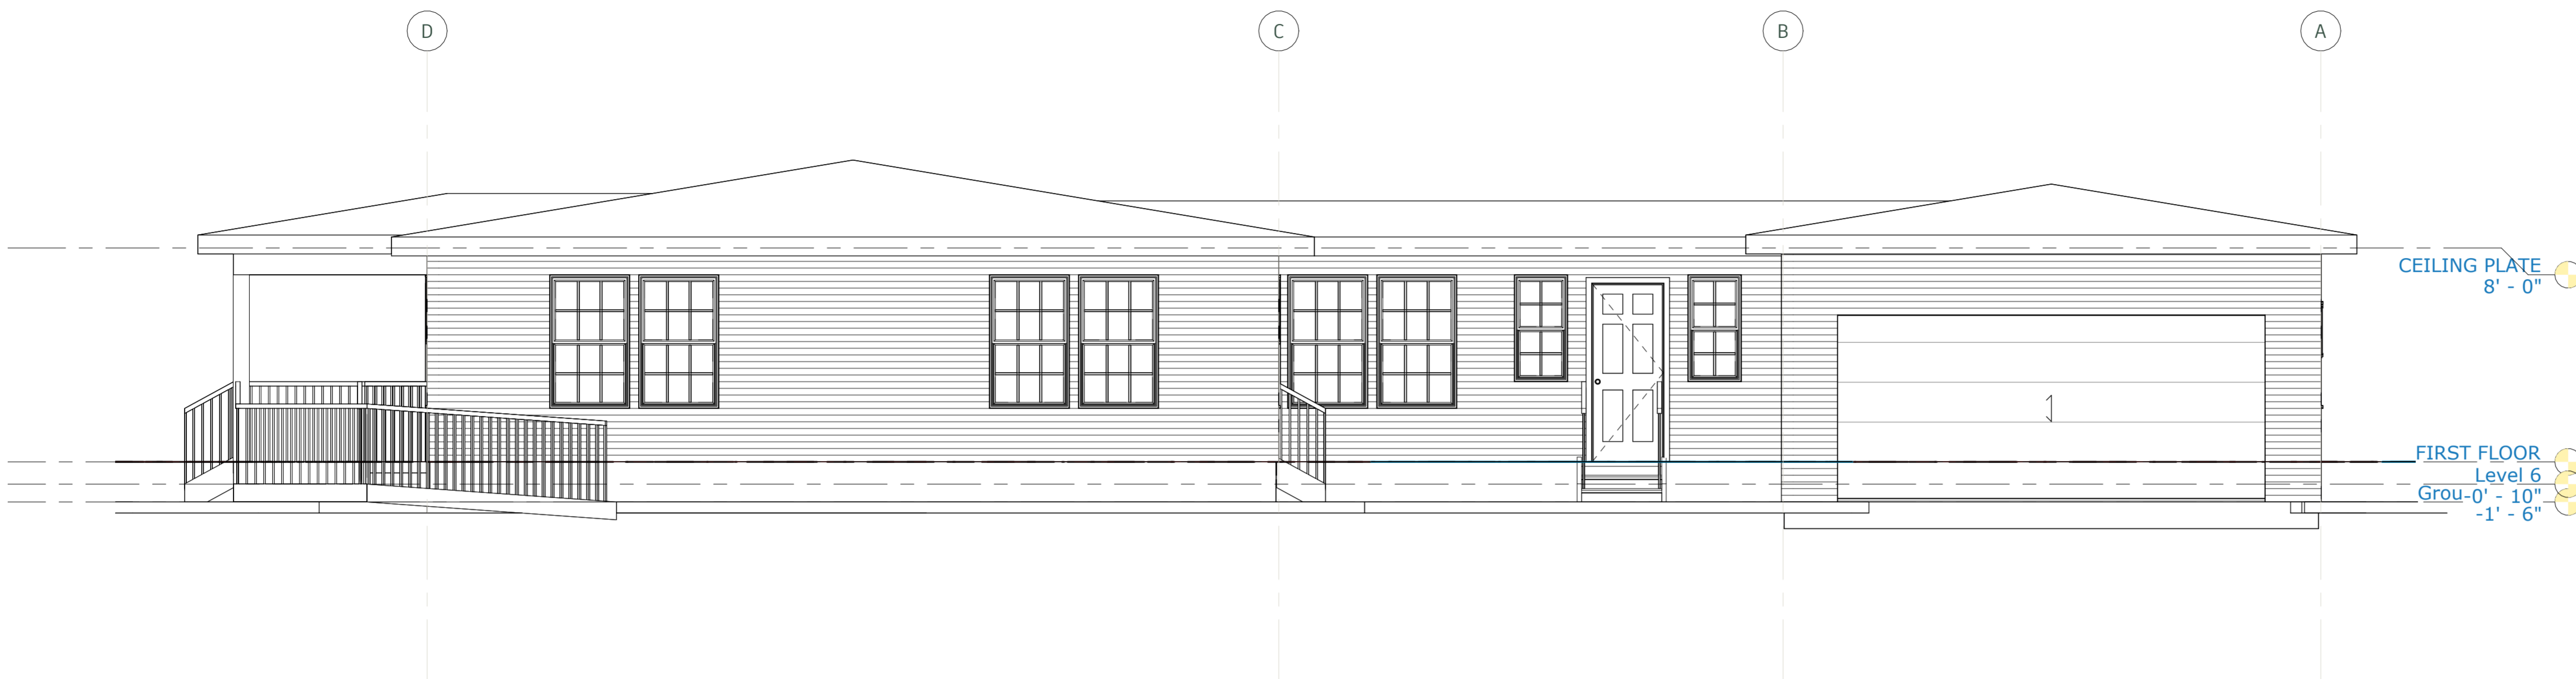 D
C
B
A
CEILING PLATE
8' - 0"
1
FIRST FLOOR
Level 6
Grou-0' - 10"
-1' - 6"